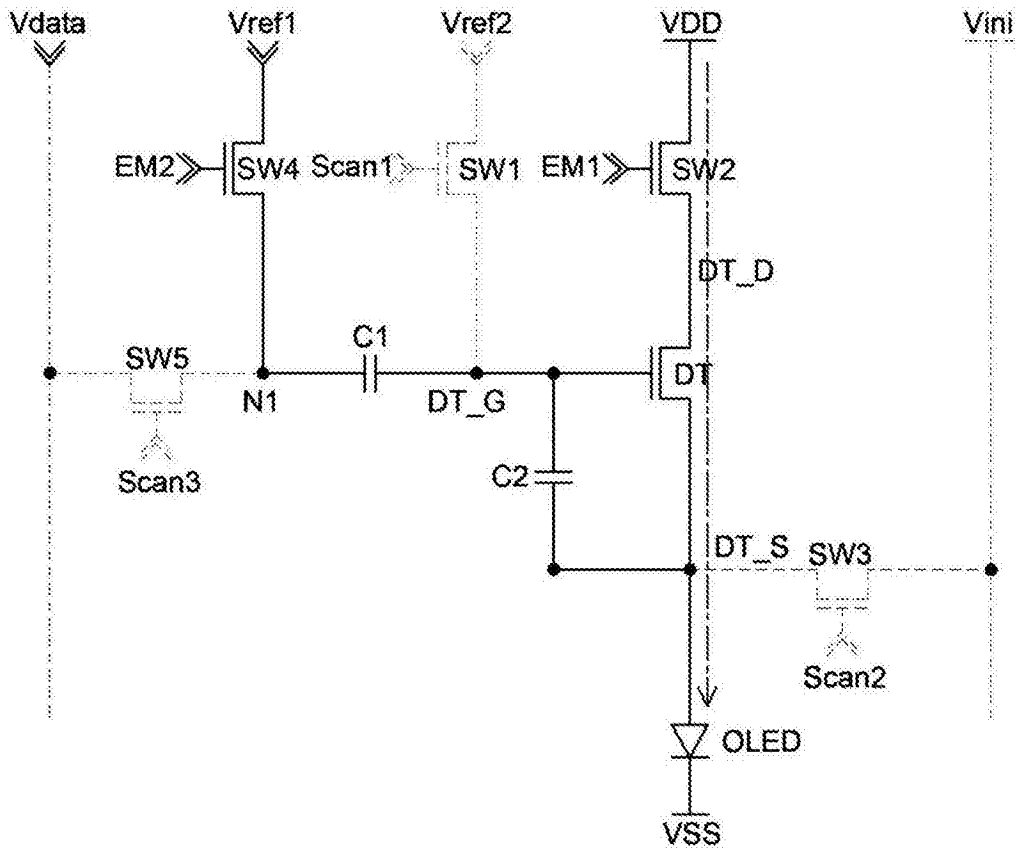 Vdata Vref1 Vref2 VDD Vini
EM2 SW4 Scan1 SW1 EM1 SW2
DT_D
SW5 C1 DT
N1 DT_G
Scan3 C2
DT_S SW3
Scan2
OLED
VSS